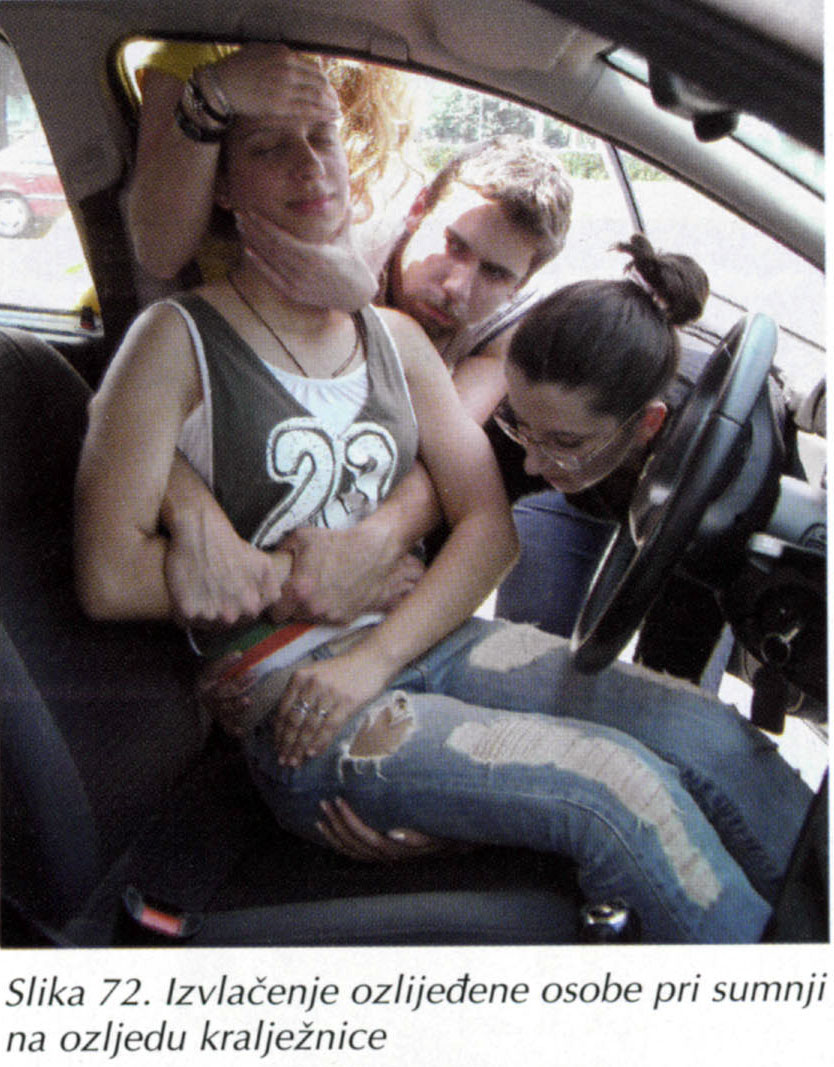 23
Slika 72. Izvlačenje ozlijeđene osobe pri sumnji
na ozljedu kralježnice